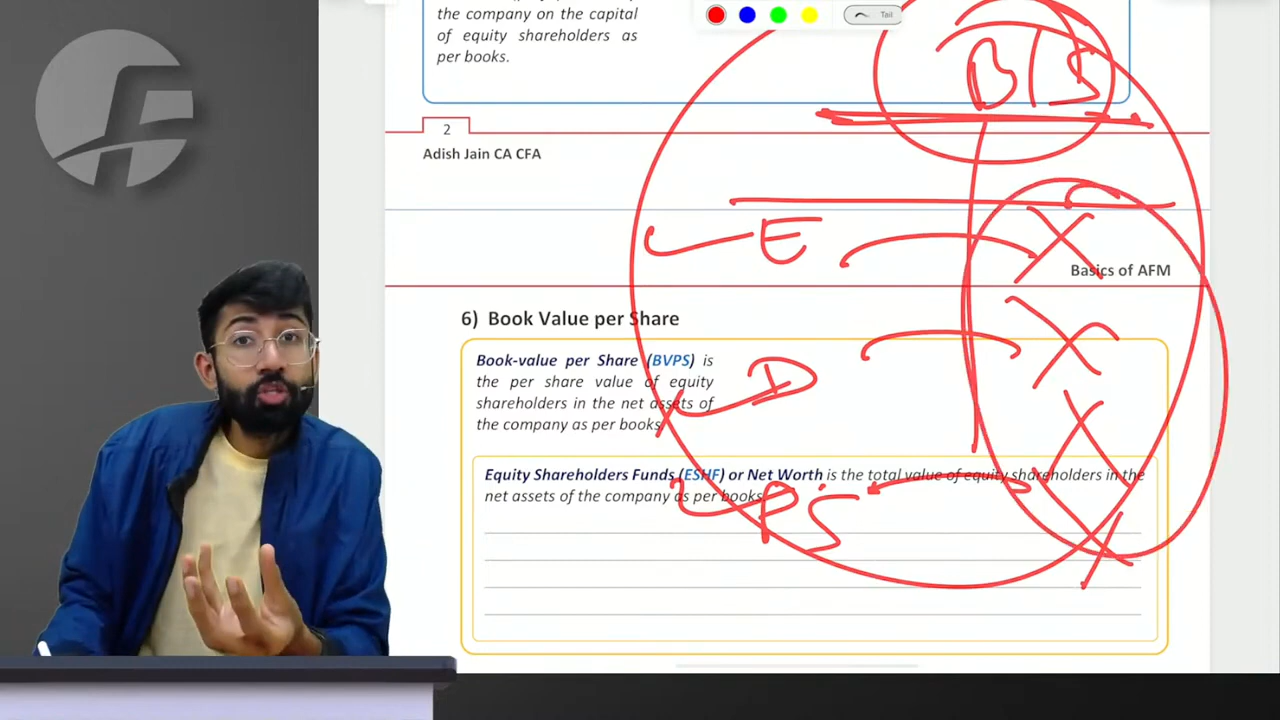 the company on the capital
of equity shareholders as
per books.
Tail
B/S
2
Adish Jain CA CFA
E
Basics of AFM
6) Book Value per Share
Book-value per Share (BVPS) is
the per share value of equity
shareholders in the net assets of
the company as per books.
D
Equity Shareholders Funds (ESHF) or Net Worth is the total value of equity shareholders in the
net assets of the company as per books.
PS